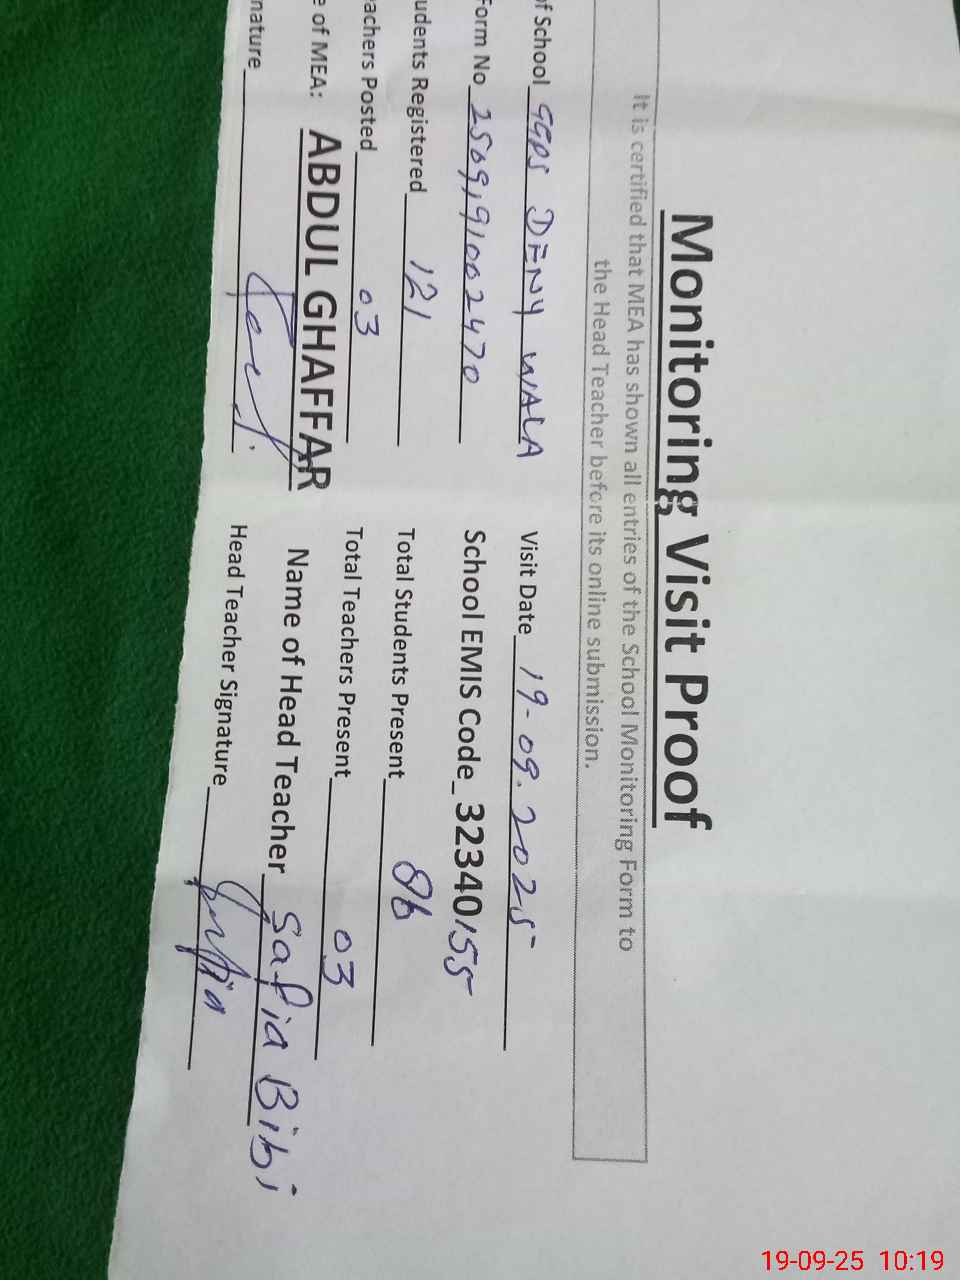 Monitoring Visit Proof
It is certified that MEA has shown all entries of the School Monitoring Form to
the Head Teacher before its online submission.
of School GGPS DENY WALA Visit Date 19-09.2025
Form No 2509191002470 School EMIS Code_32340155
udents Registered 121 Total Students Present 86
achers Posted 03 Total Teachers Present 03
e of MEA: ABDUL GHAFFAR Name of Head Teacher Safia Bibi
nature Head Teacher Signature
19-09-25 10:19